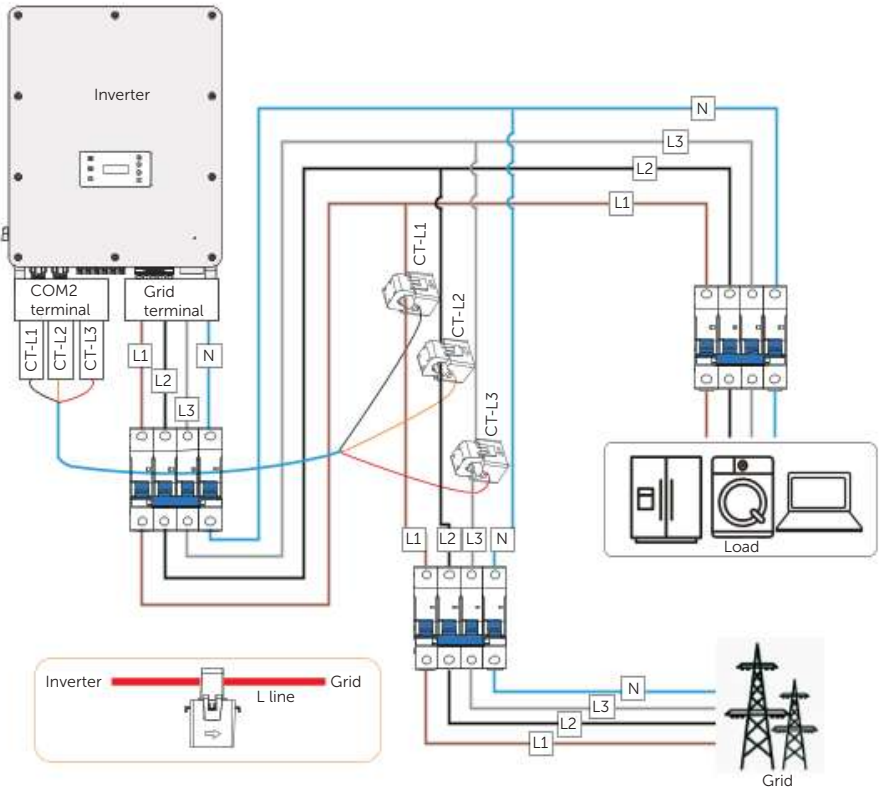 Inverter
N
L3
L2
L1
CT-L1
CT-L2
CT-L3
COM2
terminal
Grid
terminal
CT-L1
CT-L2
CT-L3
L1
L2
L3
N
L1
L2
L3
N
Load
Inverter
Grid
L line
N
L3
L2
L1
Grid